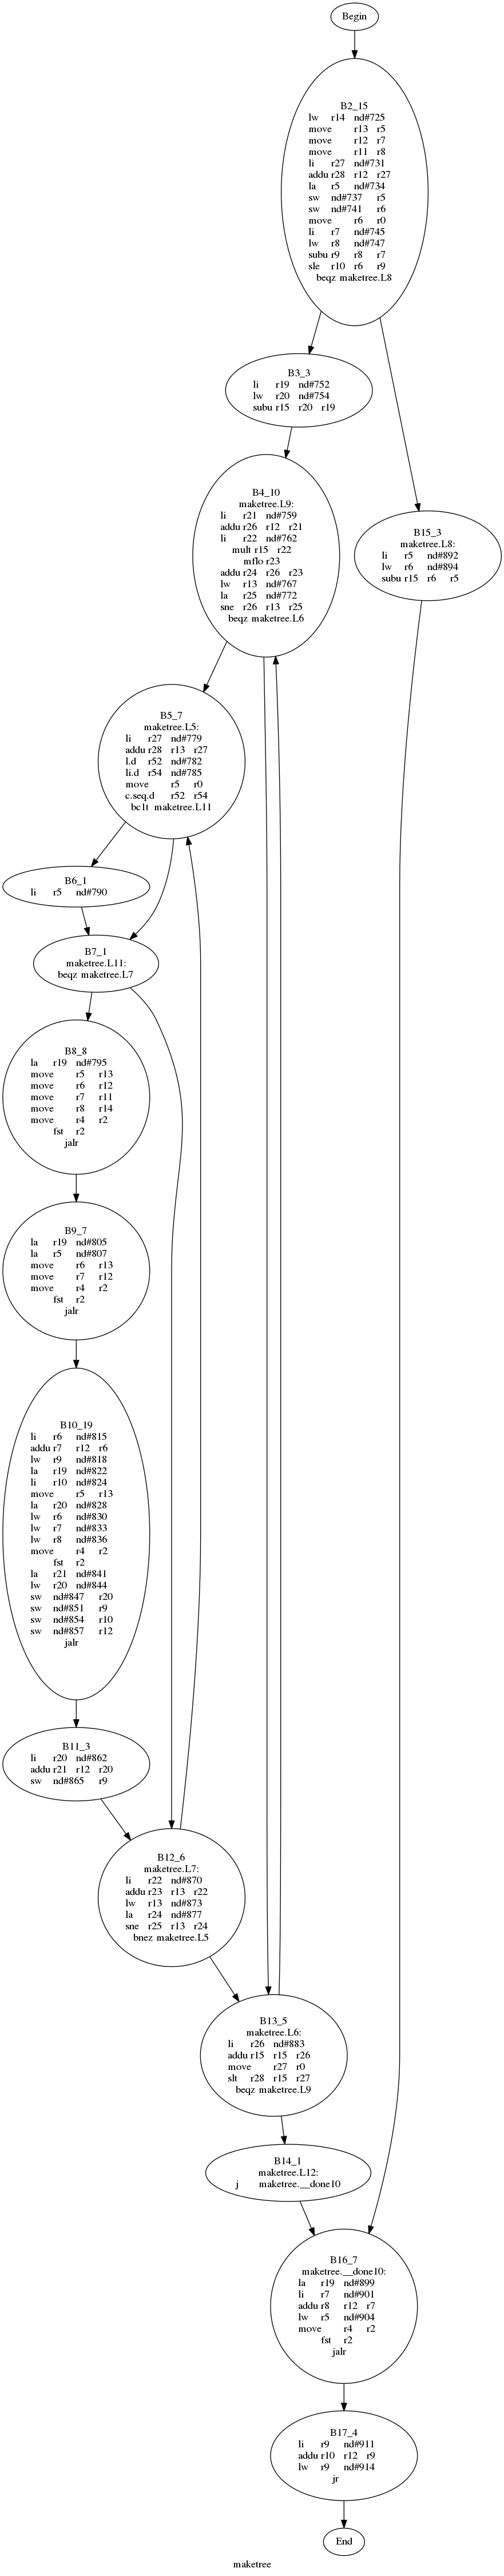 Begin
B2_15
lw r14 nd#725
move r13 r5
move r12 r7
move r11 r8
li r27 nd#731
addu r28 r12 r27
la r5 nd#734
sw nd#737 r5
sw nd#741 r6
move r6 r0
li r7 nd#745
lw r8 nd#747
subu r9 r8 r7
sle r10 r6 r9
beqz maketree.L8
B3_3
li r19 nd#752
lw r20 nd#754
subu r15 r20 r19
B4_10
maketree.L9:
li r21 nd#759
addu r26 r12 r21
li r22 nd#762
mult r15 r22
mflo r23
addu r24 r26 r23
lw r13 nd#767
la r25 nd#772
sne r26 r13 r25
beqz maketree.L6
B15_3
maketree.L8:
li r5 nd#892
lw r6 nd#894
subu r15 r6 r5
B5_7
maketree.L5:
li r27 nd#779
addu r28 r13 r27
l.d r52 nd#782
li.d r54 nd#785
move r5 r0
c.seq.d r52 r54
bc1t maketree.L11
B6_1
li r5 nd#790
B7_1
maketree.L11:
beqz maketree.L7
B8_8
la r19 nd#795
move r5 r13
move r6 r12
move r7 r11
move r8 r14
move r4 r2
fst r2
jalr
B9_7
la r19 nd#805
la r5 nd#807
move r6 r13
move r7 r12
move r4 r2
fst r2
jalr
B10_19
li r6 nd#815
addu r7 r12 r6
lw r9 nd#818
la r19 nd#822
li r10 nd#824
move r5 r13
la r20 nd#828
lw r6 nd#830
lw r7 nd#833
lw r8 nd#836
move r4 r2
fst r2
la r21 nd#841
lw r20 nd#844
sw nd#847 r20
sw nd#851 r9
sw nd#854 r10
sw nd#857 r12
jalr
B11_3
li r20 nd#862
addu r21 r12 r20
sw nd#865 r9
B12_6
maketree.L7:
li r22 nd#870
addu r23 r13 r22
lw r13 nd#873
la r24 nd#877
sne r25 r13 r24
bnez maketree.L5
B13_5
maketree.L6:
li r26 nd#883
addu r15 r15 r26
move r27 r0
slt r28 r15 r27
beqz maketree.L9
B14_1
maketree.L12:
j maketree.__done10
B16_7
maketree.__done10:
la r19 nd#899
li r7 nd#901
addu r8 r12 r7
lw r5 nd#904
move r4 r2
fst r2
jalr
B17_4
li r9 nd#911
addu r10 r12 r9
lw r9 nd#914
jr
End
maketree